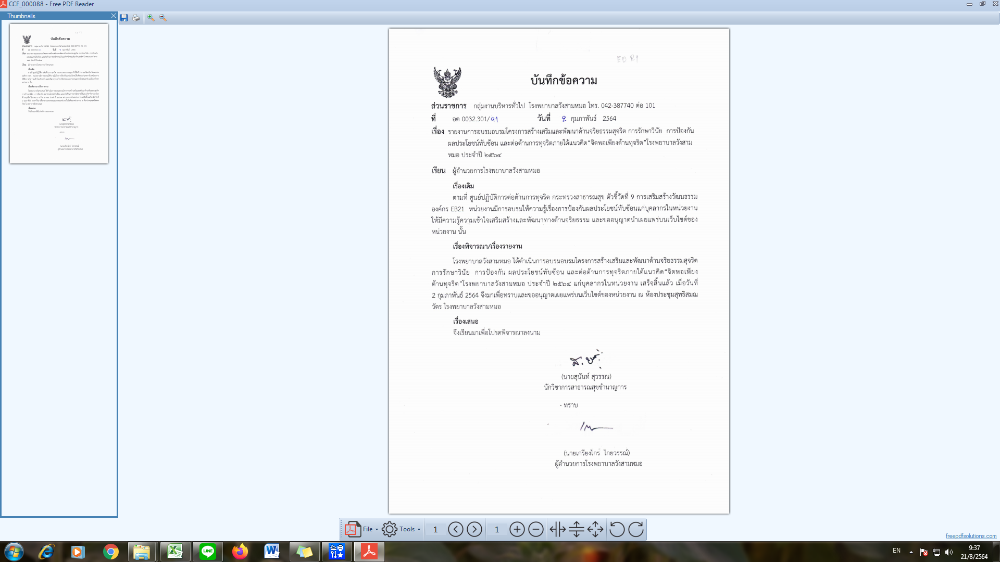 CCF_000088 - Free PDF Reader
Thumbnails
EB 21
บันทึกข้อความ
ส่วนราชการ กลุ่มงานบริหารทั่วไป โรงพยาบาลวังสามหมอ โทร. 042-387740 ต่อ 101
ที่ อด 0032.301/91 วันที่ 2 กุมภาพันธ์ 2564
เรื่อง รายงานการอบรมอบรมโครงการสร้างเสริมและพัฒนาด้านจริยธรรมสุจริต การรักษาวินัย การป้องกัน
ผลประโยชน์ทับซ้อน และต่อต้านการทุจริตภายใต้แนวคิด“จิตพอเพียงต้านทุจริต”โรงพยาบาลวังสาม
หมอ ประจำปี ๒๕๖๔
เรียน ผู้อำนวยการโรงพยาบาลวังสามหมอ
เรื่องเดิม
ตามที่ ศูนย์ปฏิบัติการต่อต้านการทุจริต กระทรวงสาธารณสุข ตัวชี้วัดที่ 9 การเสริมสร้างวัฒนธรรม
องค์กร EB21 หน่วยงานมีการอบรมให้ความรู้เรื่องการป้องกันผลประโยชน์ทับซ้อนแก่บุคลากรในหน่วยงาน
ให้มีความรู้ความเข้าใจเสริมสร้างและพัฒนาทางด้านจริยธรรม และขออนุญาตนำเผยแพร่บนเว็บไซต์ของ
หน่วยงาน นั้น
เรื่องพิจารณา/เรื่องรายงาน
โรงพยาบาลวังสามหมอ ได้ดำเนินการอบรมอบรมโครงการสร้างเสริมและพัฒนาด้านจริยธรรมสุจริต
การรักษาวินัย การป้องกัน ผลประโยชน์ทับซ้อน และต่อต้านการทุจริตภายใต้แนวคิด“จิตพอเพียง
ต้านทุจริต”โรงพยาบาลวังสามหมอ ประจำปี ๒๕๖๔ แก่บุคลากรในหน่วยงาน เสร็จสิ้นแล้ว เมื่อวันที่
2 กุมภาพันธ์ 2564 จึงมาเพื่อทราบและขออนุญาตเผยแพร่บนเว็บไซต์ของหน่วยงาน ณ ห้องประชุมสุทธิสมณ
วัตร โรงพยาบาลวังสามหมอ
เรื่องเสนอ
จึงเรียนมาเพื่อโปรดพิจารณาลงนาม
(นายสุนันท์ สุวรรณ)
นักวิชาการสาธารณสุขชำนาญการ
- ทราบ
(นายเกรียงไกร ไกยวรรณ์)
ผู้อำนวยการโรงพยาบาลวังสามหมอ
File Tools 1 1
freepdfsolutions.com
LINE
EN
9:37
21/8/2564